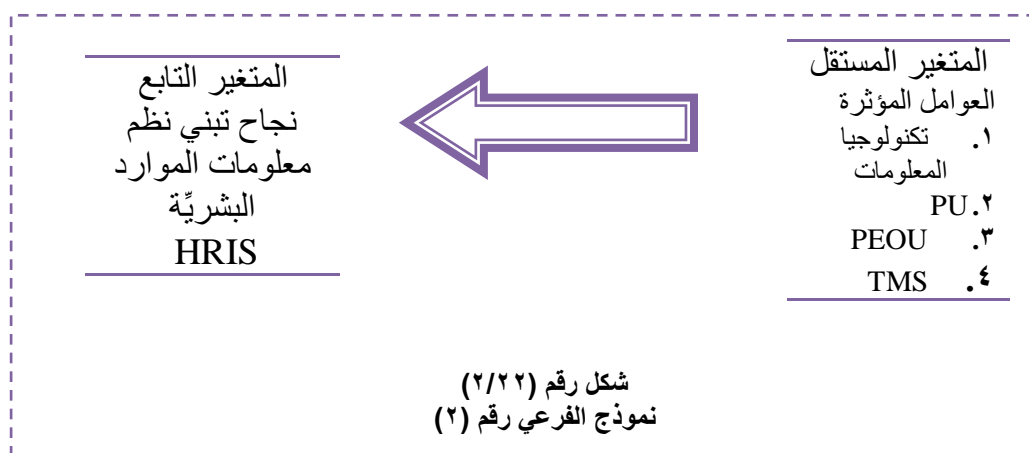 المتغير المستقل
العوامل المؤثرة
١. تكنولوجيا
المعلومات
٢. PU
٣. PEOU
٤. TMS
المتغير التابع
نجاح تبني نظم
معلومات الموارد
البشريِّة
HRIS
شكل رقم (٢/٢٢)
نموذج الفرعي رقم (٢)